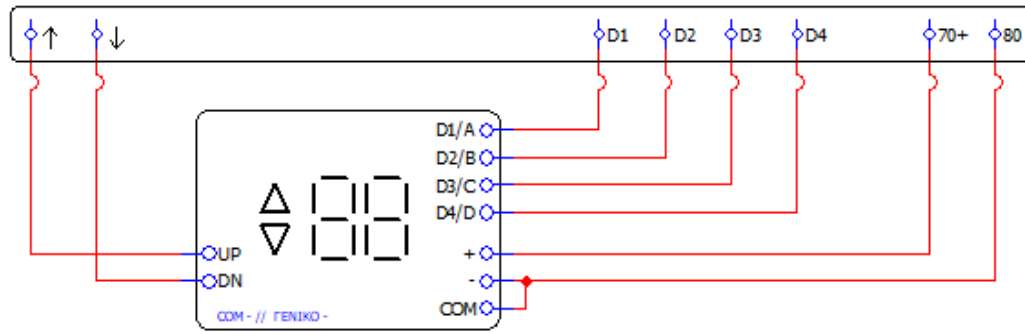 ↑ ↓ D1 D2 D3 D4 70+ 80
D1/A
D2/B
D3/C
D4/D
UP +
DN -
COM
COM - // ΓΕΝΙΚΟ -